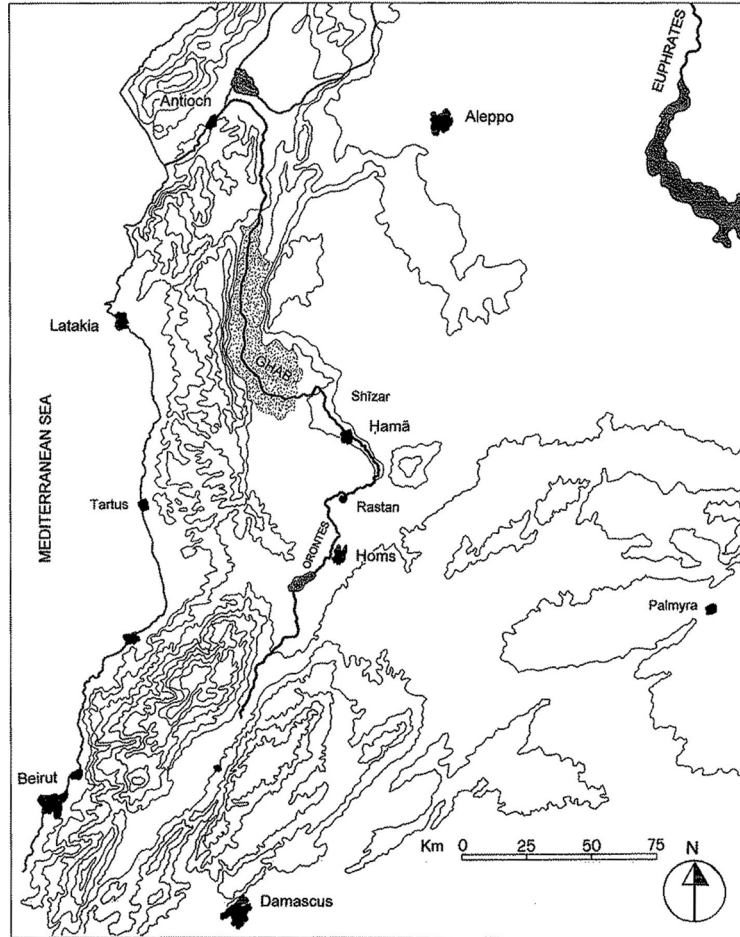 EUPHRATES
Antioch
Aleppo
Latakia
GHAB
Shīzar
Ḥamā
MEDITERRANEAN SEA
Tartus
Rastan
ORONTES
Ḥoms
Palmyra
Beirut
Km 0 25 50 75
N
Damascus